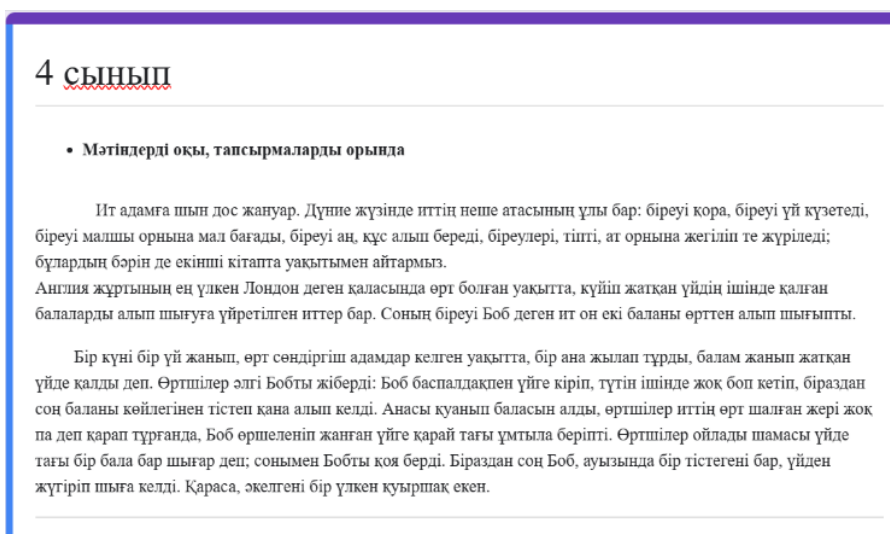 4 сынып
• Мәтіндерді оқы, тапсырмаларды орында
Ит адамға шын дос жануар. Дүние жүзінде иттің неше атасының ұлы бар: біреуі қора, біреуі үй күзетеді,
біреуі малшы орнына мал бағады, біреуі аң, құс алып береді, біреулері, тіпті, ат орнына жегіліп те жүріледі;
бұлардың бәрін де екінші кітапта уақытымен айтармыз.
Англия жұртының ең үлкен Лондон деген қаласында өрт болған уақытта, күйіп жатқан үйдің ішінде қалған
балаларды алып шығуға үйретілген иттер бар. Соның біреуі Боб деген ит он екі баланы өрттен алып шығыпты.
Бір күні бір үй жанып, өрт сөндіргіш адамдар келген уақытта, бір ана жылап тұрды, балам жанып жатқан
үйде қалды деп. Өртшілер әлгі Бобты жіберді: Боб баспалдақпен үйге кіріп, түтін ішінде жоқ боп кетіп, біраздан
соң баланы көйлегінен тістеп қана алып келді. Анасы қуанып баласын алды, өртшілер иттің өрт шалған жері жоқ
па деп қарап тұрғанда, Боб өршеленіп жанған үйге қарай тағы ұмтыла беріпті. Өртшілер ойлады шамасы үйде
тағы бір бала бар шығар деп; сонымен Бобты қоя берді. Біраздан соң Боб, ауызында бір тістегені бар, үйден
жүгіріп шыға келді. Қараса, әкелгені бір үлкен қуыршақ екен.